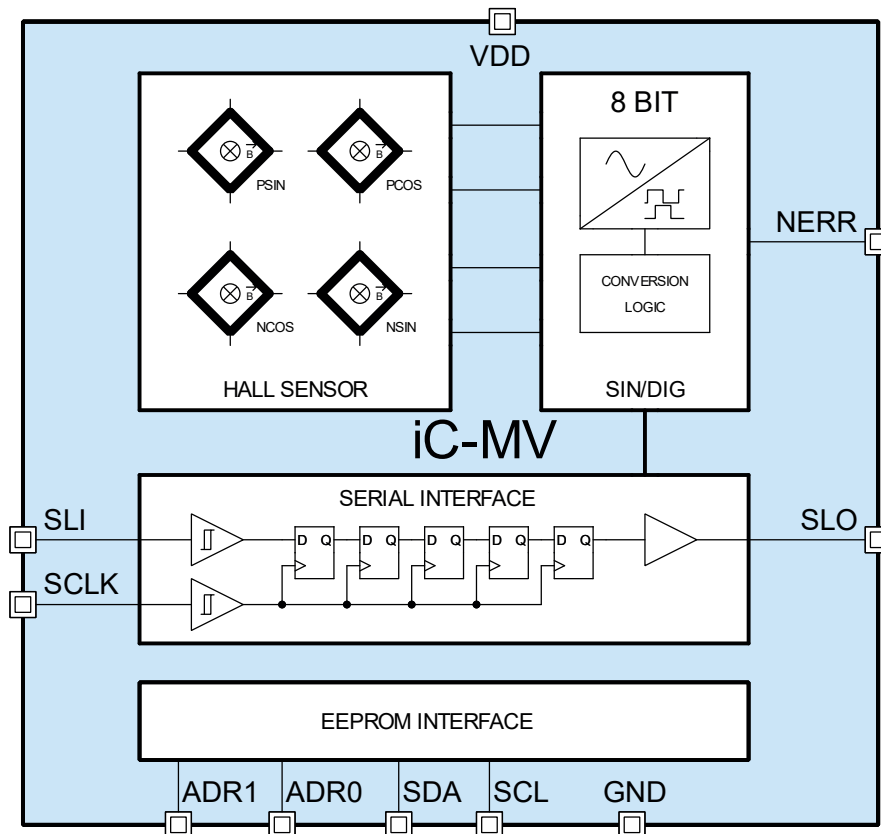 VDD
8 BIT
B
PSIN
B
PCOS
B
NCOS
B
NSIN
HALL SENSOR
CONVERSION
LOGIC
SIN/DIG
NERR
iC-MV
SERIAL INTERFACE
SLI
SCLK
D Q
D Q
D Q
D Q
D Q
SLO
EEPROM INTERFACE
ADR1
ADR0
SDA
SCL
GND